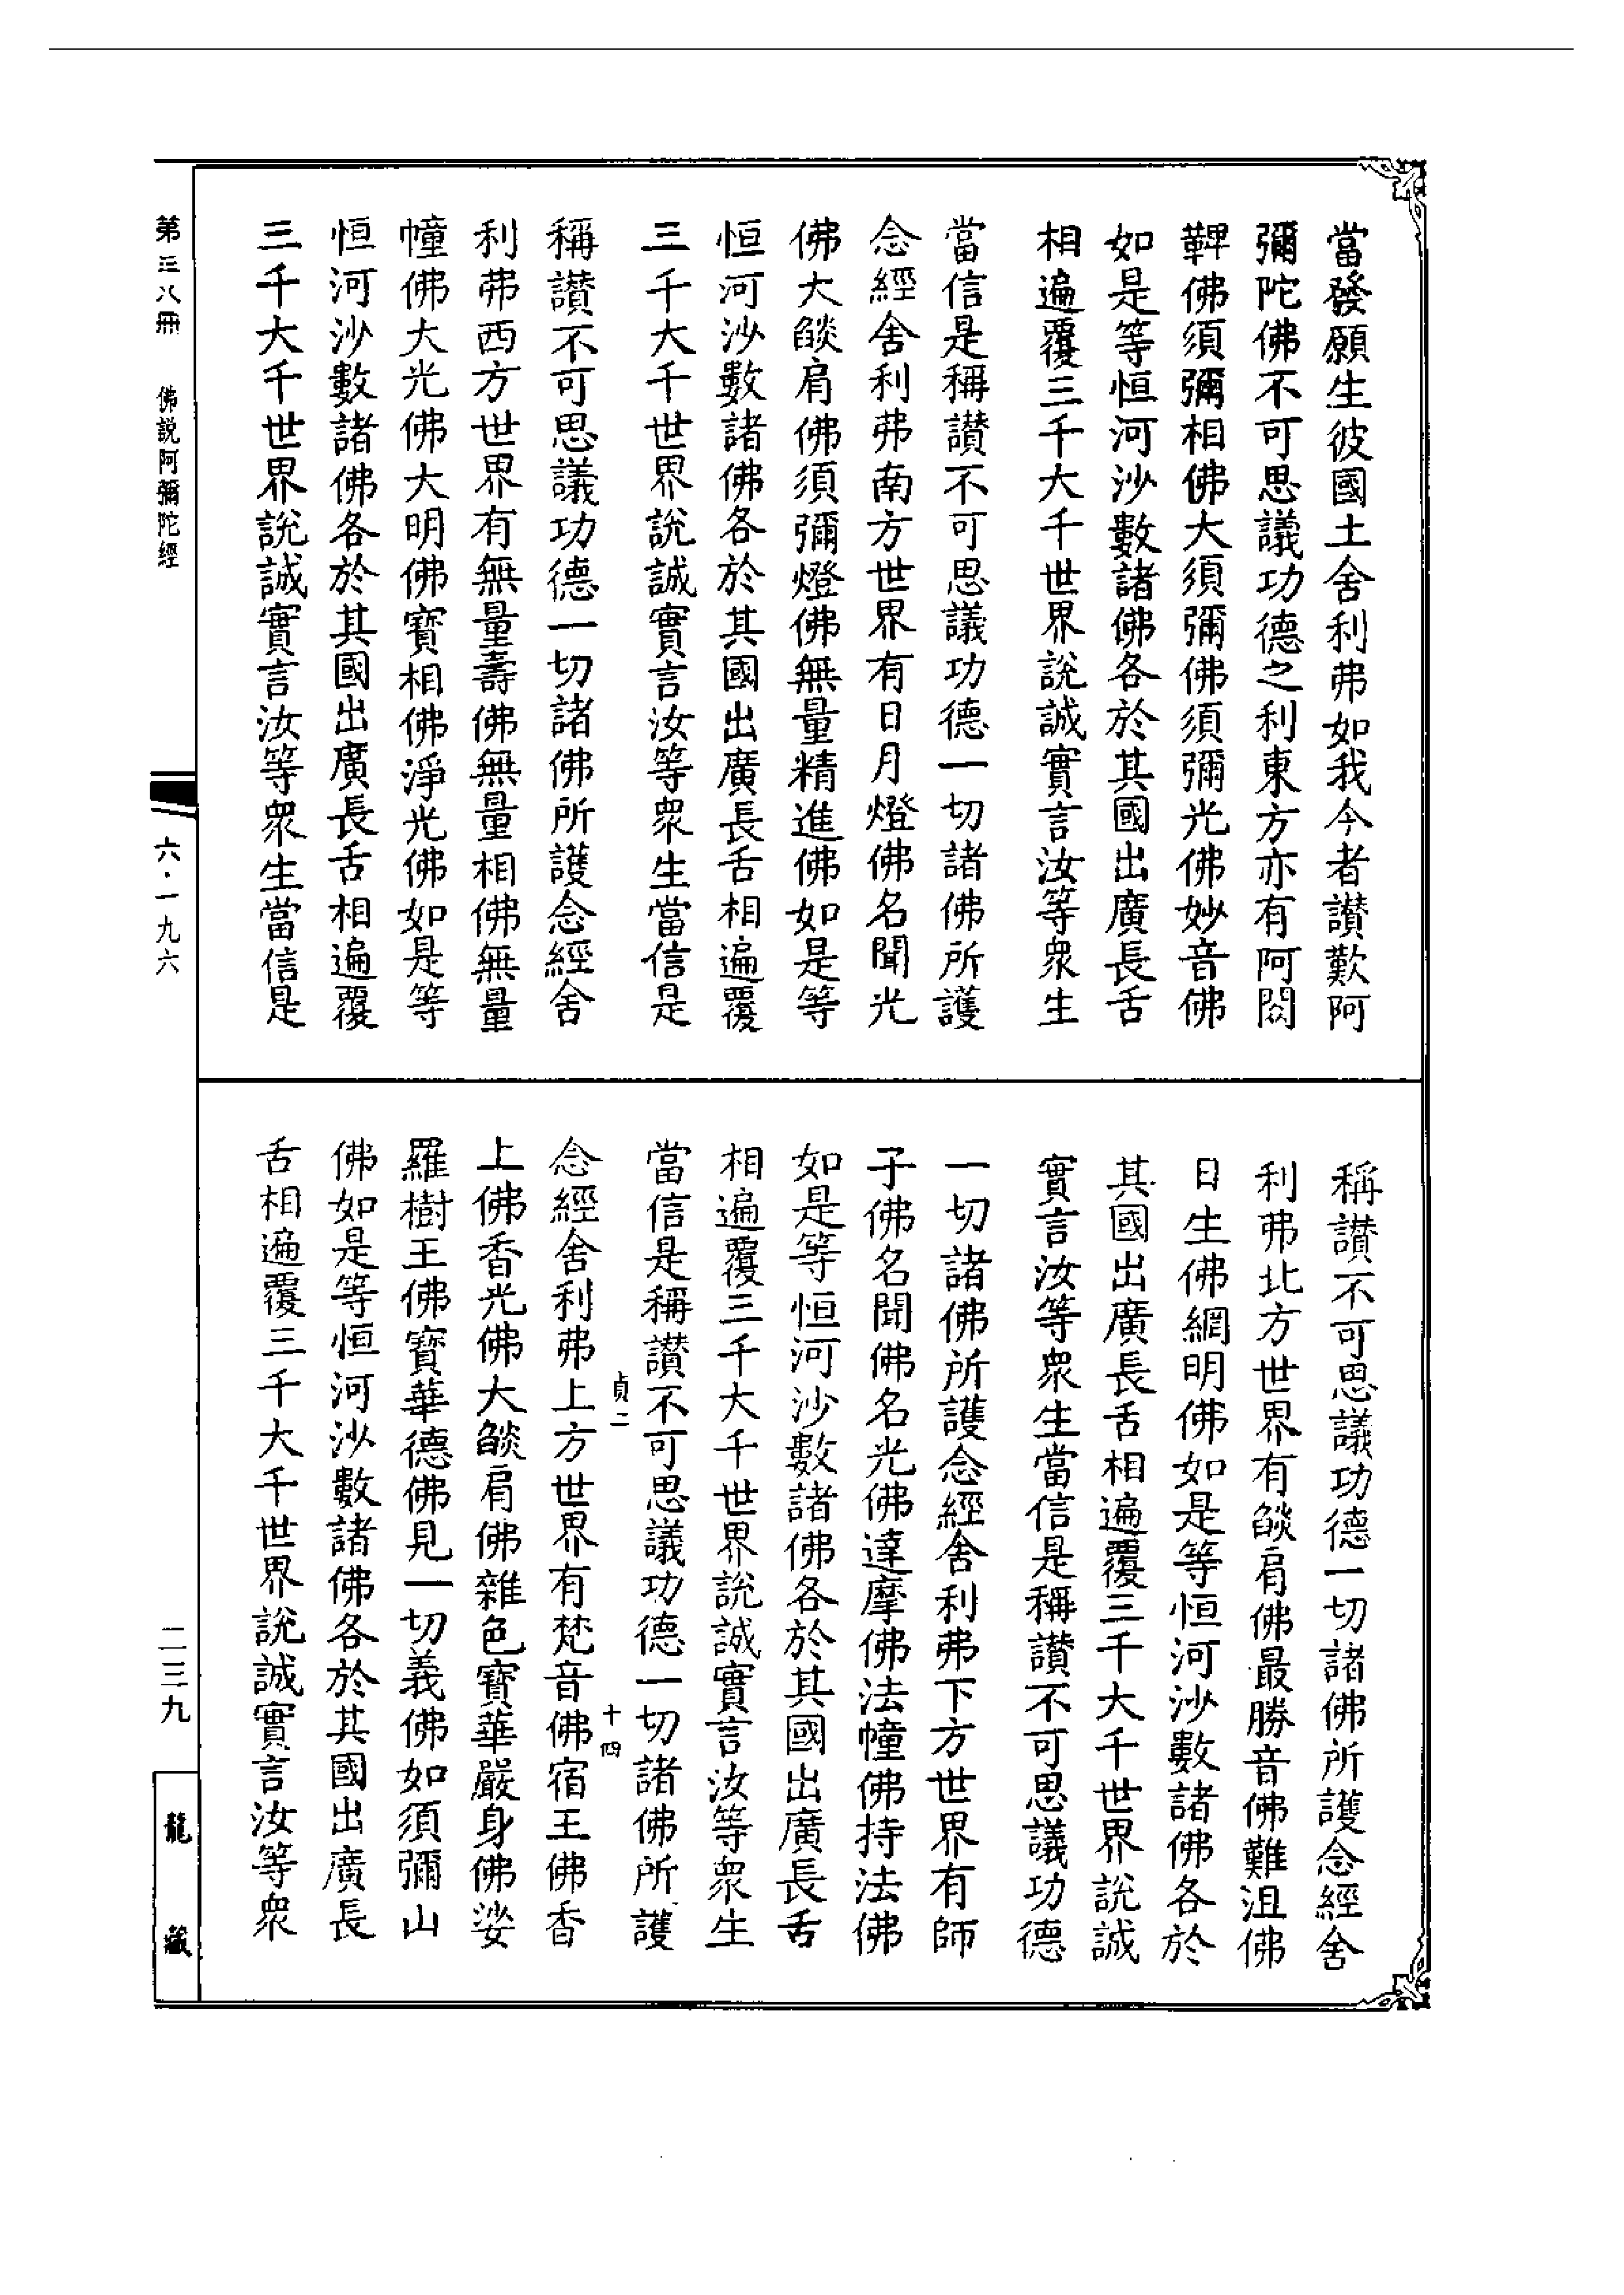 當發願生彼國土舍利弗如我今者讃歎阿
彌陀佛不可思議功德之利東方亦有阿閦
鞞佛須彌相佛大須彌佛須彌光佛妙音佛
如是等恒河沙數諸佛各於其國出廣長舌
相遍覆三千大千世界說誠實言汝等衆生
當信是稱讃不可思議功德一切諸佛所護
念經舍利弗南方世界有日月燈佛名聞光
佛大燄肩佛須彌燈佛無量精進佛如是等
恒河沙數諸佛各於其國出廣長舌相遍覆
三千大千世界說誠實言汝等衆生當信是
稱讃不可思議功德一切諸佛所護念經舍
利弗西方世界有無量壽佛無量相佛無量
幢佛大光佛大明佛寳相佛淨光佛如是等
恒河沙數諸佛各於其國出廣長舌相遍覆
三千大千世界說誠實言汝等衆生當信是
稱讃不可思議功德一切諸佛所護念經舍
利弗北方世界有燄肩佛最勝音佛難沮佛
日生佛網明佛如是等恒河沙數諸佛各於
其國出廣長舌相遍覆三千大千世界說誠
實言汝等衆生當信是稱讃不可思議功德
一切諸佛所護念經舍利弗下方世界有師
子佛名聞佛名光佛達摩佛法幢佛持法佛
如是等恒河沙數諸佛各於其國出廣長舌
相遍覆三千大千世界說誠實言汝等衆生
當信是稱讃不可思議功德一切諸佛所護
貞二 十四
念經舍利弗上方世界有梵音佛宿王佛香
上佛香光佛大燄肩佛雜色寳華嚴身佛娑
羅樹王佛寳華德佛見一切義佛如須彌山
佛如是等恒河沙數諸佛各於其國出廣長
舌相遍覆三千大千世界說誠實言汝等衆
第三八冊 佛説阿彌陀經
六·一九六
二三九
龍藏